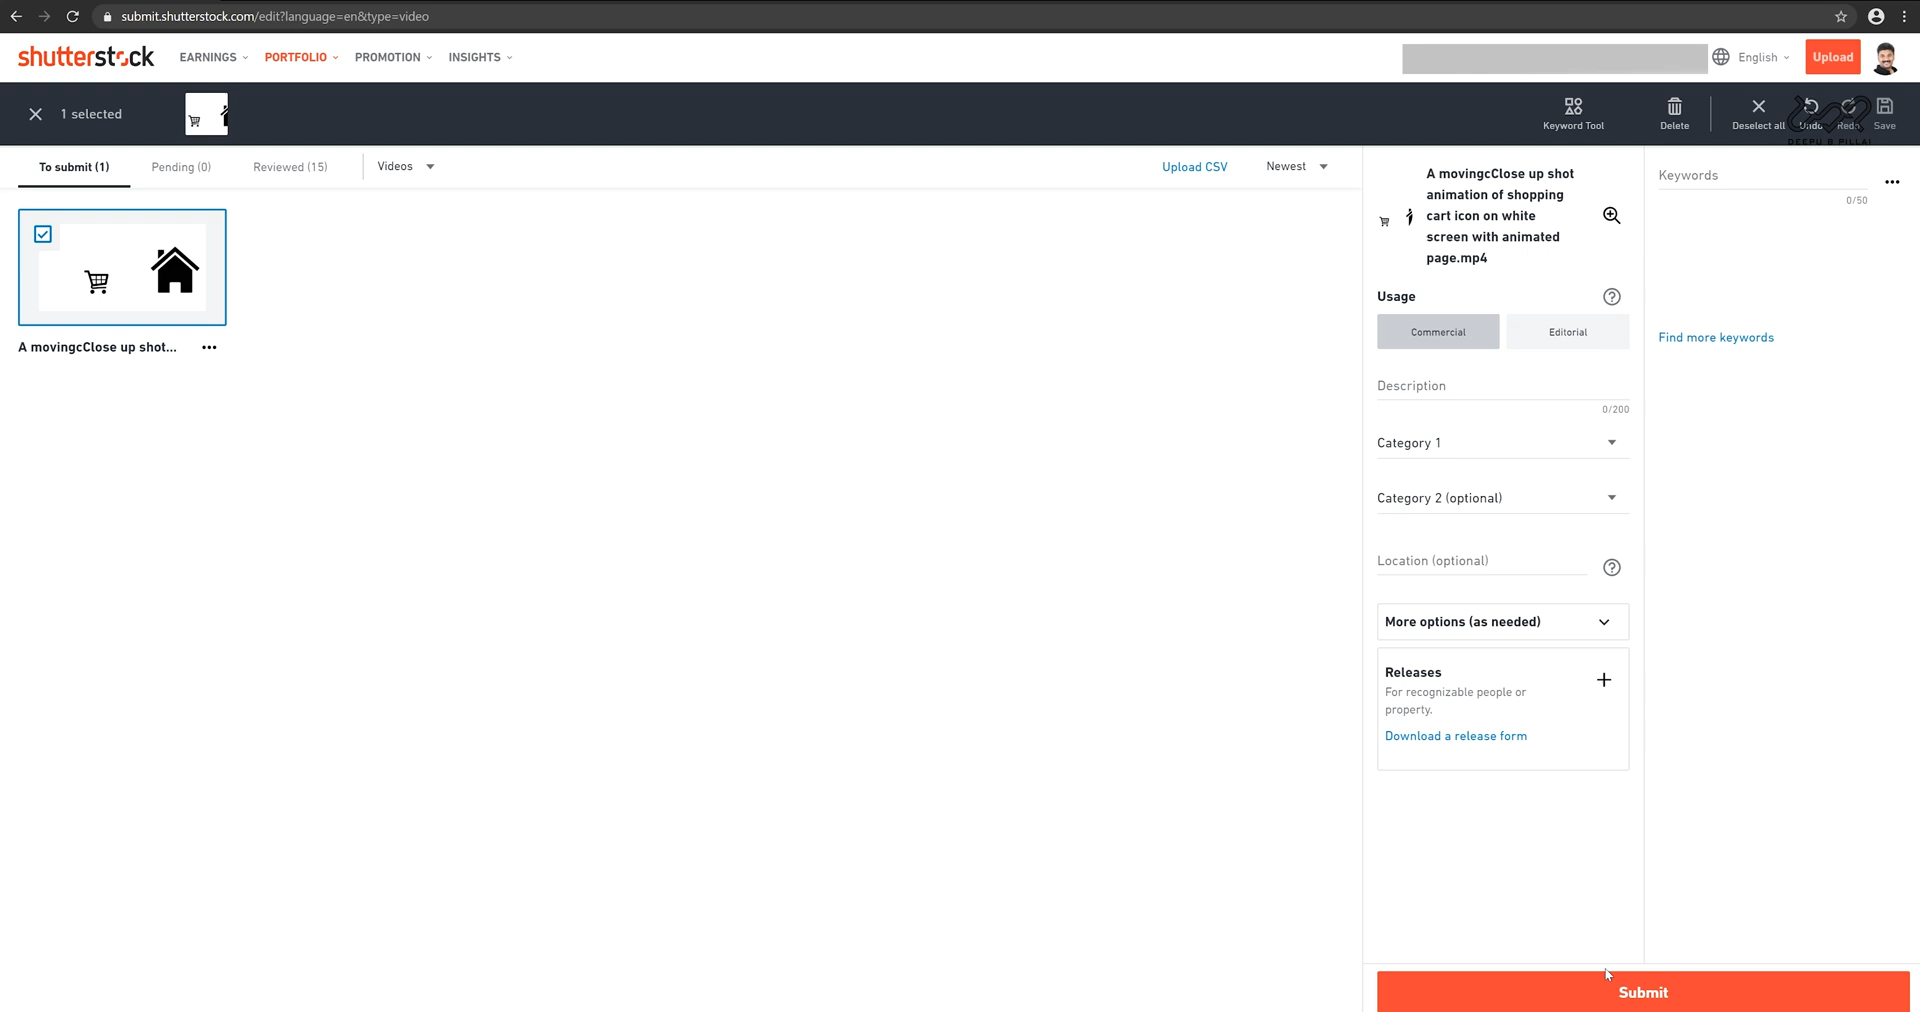 submit.shutterstock.com/edit?language=en&type=video
shutterstock
EARNINGS
PORTFOLIO
PROMOTION
INSIGHTS
English
Upload
1 selected
Keyword Tool
Delete
Deselect all
Undo
Redo
Save
DEEPU B PILLAI
To submit (1)
Pending (0)
Reviewed (15)
Videos
Upload CSV
Newest
A movingcClose up shot...
A movingcClose up shot
animation of shopping
cart icon on white
screen with animated
page.mp4
Usage
Commercial
Editorial
Description
0/200
Category 1
Category 2 (optional)
Location (optional)
More options (as needed)
Releases
For recognizable people or
property.
Download a release form
Keywords
0/50
Find more keywords
Submit